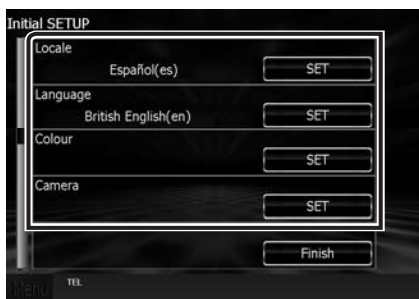 Initial SETUP
Locale
Español(es) SET
Language
British English(en) SET
Colour
SET
Camera
SET
Finish
Menu TEL